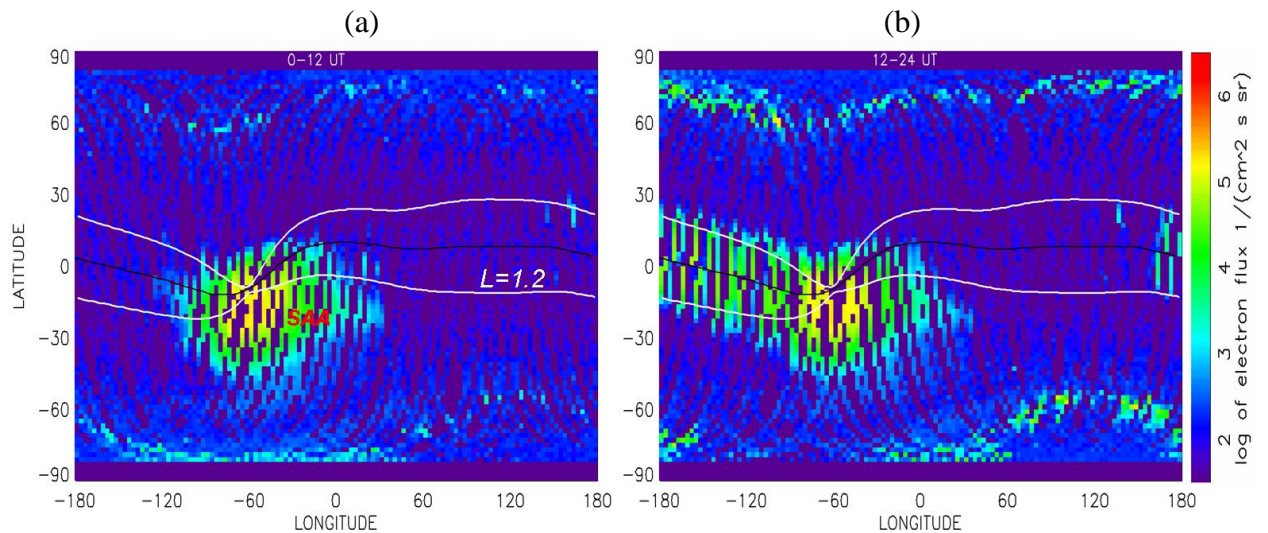 (a) (b)
0-12 UT 12-24 UT
90 90
60 60
30 30
0 0
-30 -30
-60 -60
-90 -90
LATITUDE
L=1.2
SAA
-180 -120 -60 0 60 120 180 -180 -120 -60 0 60 120 180
LONGITUDE LONGITUDE
6
5
4
3
2
log of electron flux 1/(cm^2 s sr)